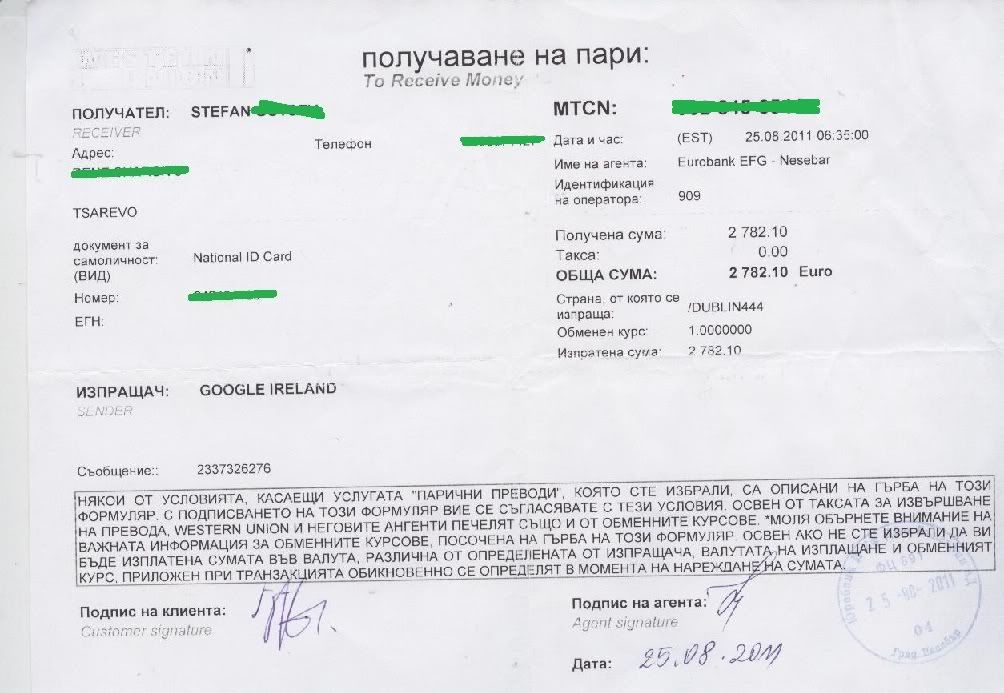 получаване на пари:
To Receive Money
ПОЛУЧАТЕЛ: STEFAN
RECEIVER
Адрес:
Телефон
TSAREVO
документ за
самоличност:
(ВИД)
National ID Card
Номер:
ЕГН:
MTCN:
Дата и час: (EST) 25.08.2011 06:35:00
Име на агента: Eurobank EFG - Nesebar
Идентификация
на оператора: 909
Получена сума: 2 782.10
Такса: 0.00
ОБЩА СУМА: 2 782.10 Euro
Страна, от която се
изпраща: /DUBLIN444
Обменен курс: 1.0000000
Изпратена сума: 2 782.10
ИЗПРАЩАЧ: GOOGLE IRELAND
SENDER
Съобщение:: 2337326276
НЯКСИ ОТ УСЛОВИЯТА, КАСАЕЩИ УСЛУГАТА "ПАРИЧНИ ПРЕВОДИ", КОЯТО СТЕ ИЗБРАЛИ, СА ОПИСАНИ НА ГЪРБА НА ТОЗИ
ФОРМУЛЯР, С ПОДПИСВАНЕТО НА ТОЗИ ФОРМУЛЯР ВИЕ СЕ СЪГЛАСЯВАТЕ С ТЕЗИ УСЛОВИЯ. ОСВЕН ОТ ТАКСАТА ЗА ИЗВЪРШВАНЕ
НА ПРЕВОДА, WESTERN UNION И НЕГОВИТЕ АНГЕНТИ ПЕЧЕЛЯТ СЪЩО И ОТ ОБМЕННИТЕ КУРСОВЕ. *МОЛЯ ОБЪРНЕТЕ ВНИМАНИЕ НА
ВАЖНАТА ИНФОРМАЦИЯ ЗА ОБМЕННИТЕ КУРСОВЕ, ПОСОЧЕНА НА ГЪРБА НА ТОЗИ ФОРМУЛЯР. ОСВЕН АКО НЕ СТЕ ИЗБРАЛИ ДА ВИ
БЪДЕ ИЗПЛАТЕНА СУМАТА ВЪВ ВАЛУТА, РАЗЛИЧНА ОТ ОПРЕДЕЛЕНАТА ОТ ИЗПРАЩАЧА, ВАЛУТАТА НА ИЗПЛАЩАНЕ И ОБМЕННИЯТ
КУРС, ПРИЛОЖЕН ПРИ ТРАНЗАКЦИЯТА ОБИКНОВЕНО СЕ ОПРЕДЕЛЯТ В МОМЕНТА НА НАРЕЖДАНЕ НА СУМАТА.
Подпис на клиента:
Customer signature
Подпис на агента:
Agent signature
Дата: 25.08.2011
25-08-2011
04